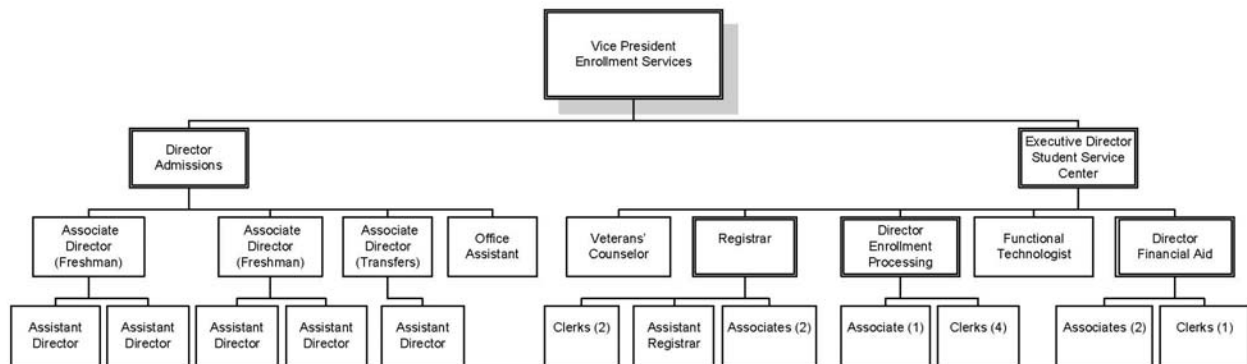 Vice President
Enrollment Services
Director
Admissions
Executive Director
Student Service
Center
Associate
Director
(Freshman)
Associate
Director
(Freshman)
Associate
Director
(Transfers)
Office
Assistant
Veterans'
Counselor
Registrar
Director
Enrollment
Processing
Functional
Technologist
Director
Financial Aid
Assistant
Director
Assistant
Director
Assistant
Director
Assistant
Director
Assistant
Director
Clerks (2)
Assistant
Registrar
Associates (2)
Associate (1)
Clerks (4)
Associates (2)
Clerks (1)